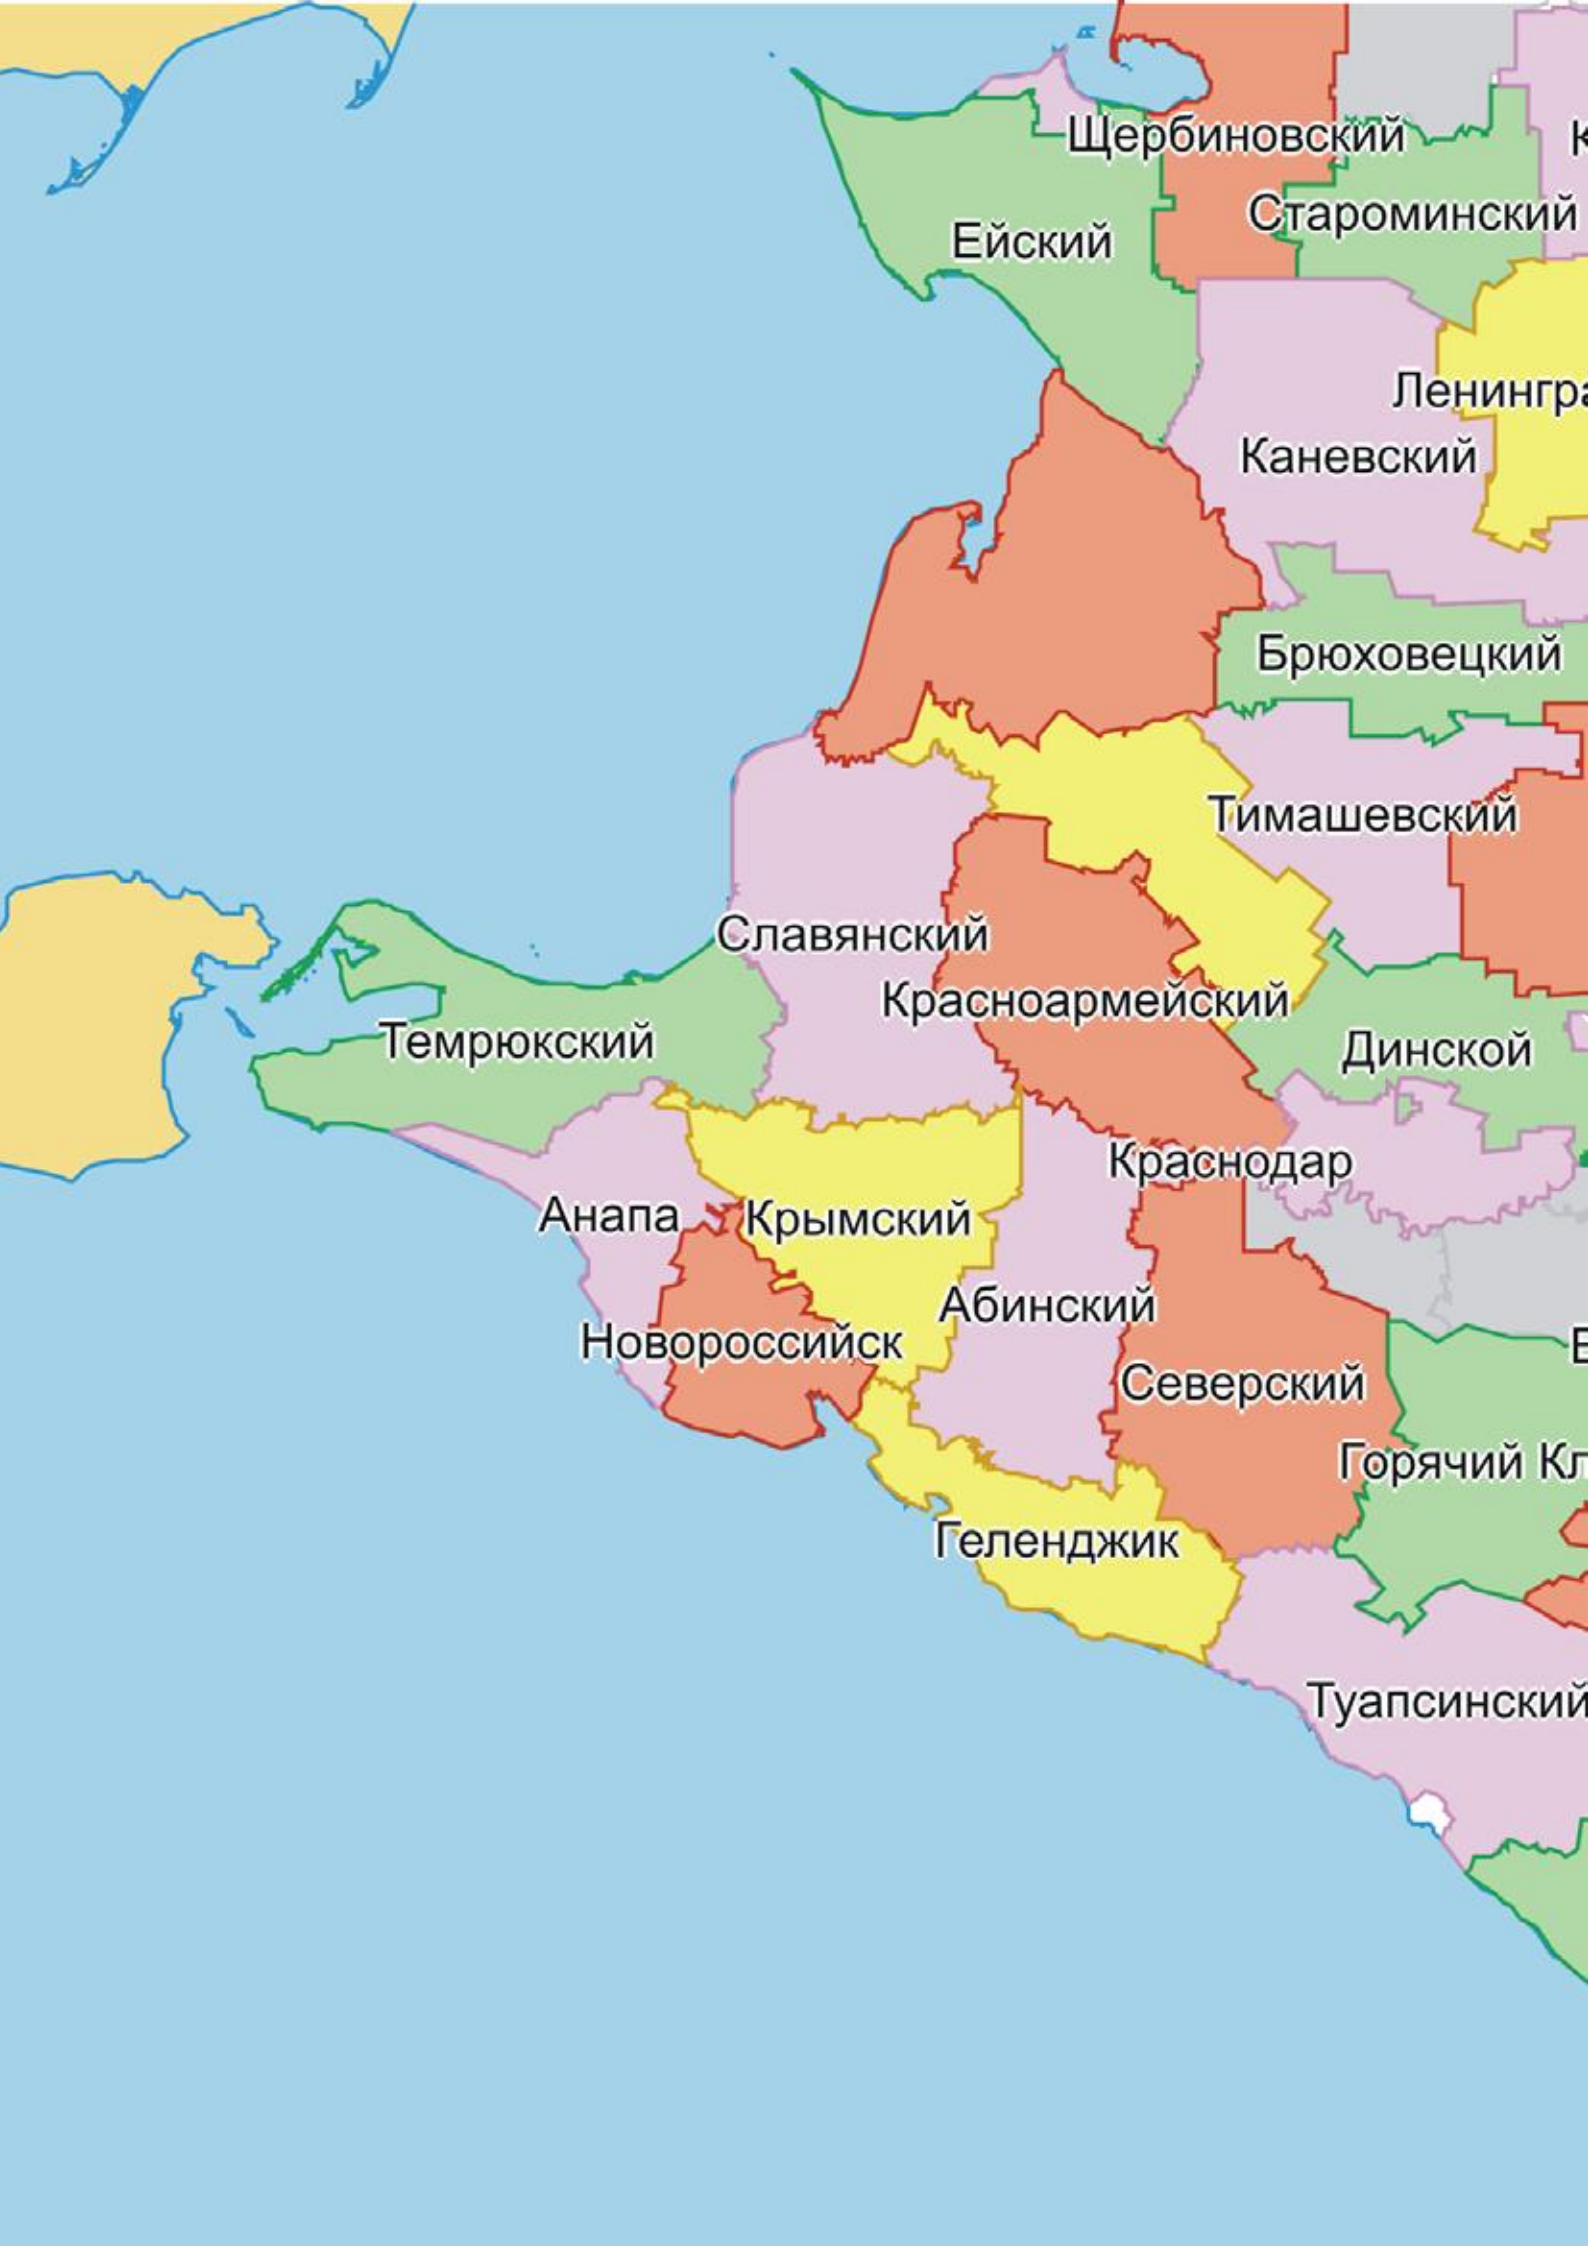 Щербиновский
К
Староминский
Ейский
Ленингра
Каневский
Брюховецкий
Тимашевский
Славянский
Красноармейский
Темрюкский
Динской
Краснодар
Анапа
Крымский
Абинский
Новороссийск
Северский
Горячий Кл
Геленджик
Туапсинский